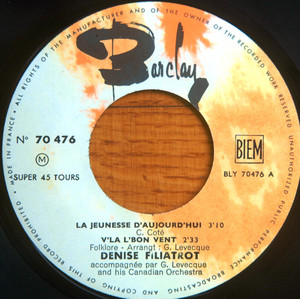 ALL RIGHTS OF THE MANUFACTURER AND OF THE OWNER OF THE RECORDED WORK RESERVED
UNAUTHORISED PUBLIC PERFORMANCE BROADCASTING AND COPYING OF THIS RECORD PROHIBITED
MADE IN FRANCE
Barclay
N° 70 476
M
SUPER 45 TOURS
BIEM
BLY 70476 A
LA JEUNESSE D'AUJOURD'HUI 3'10
C. Coté
V'LA L'BON VENT 2'33
Folklore - Arrangt : G. Levecque
DENISE FILIATROT
accompagnée par G. Levecque
and his Canadian Orchestra